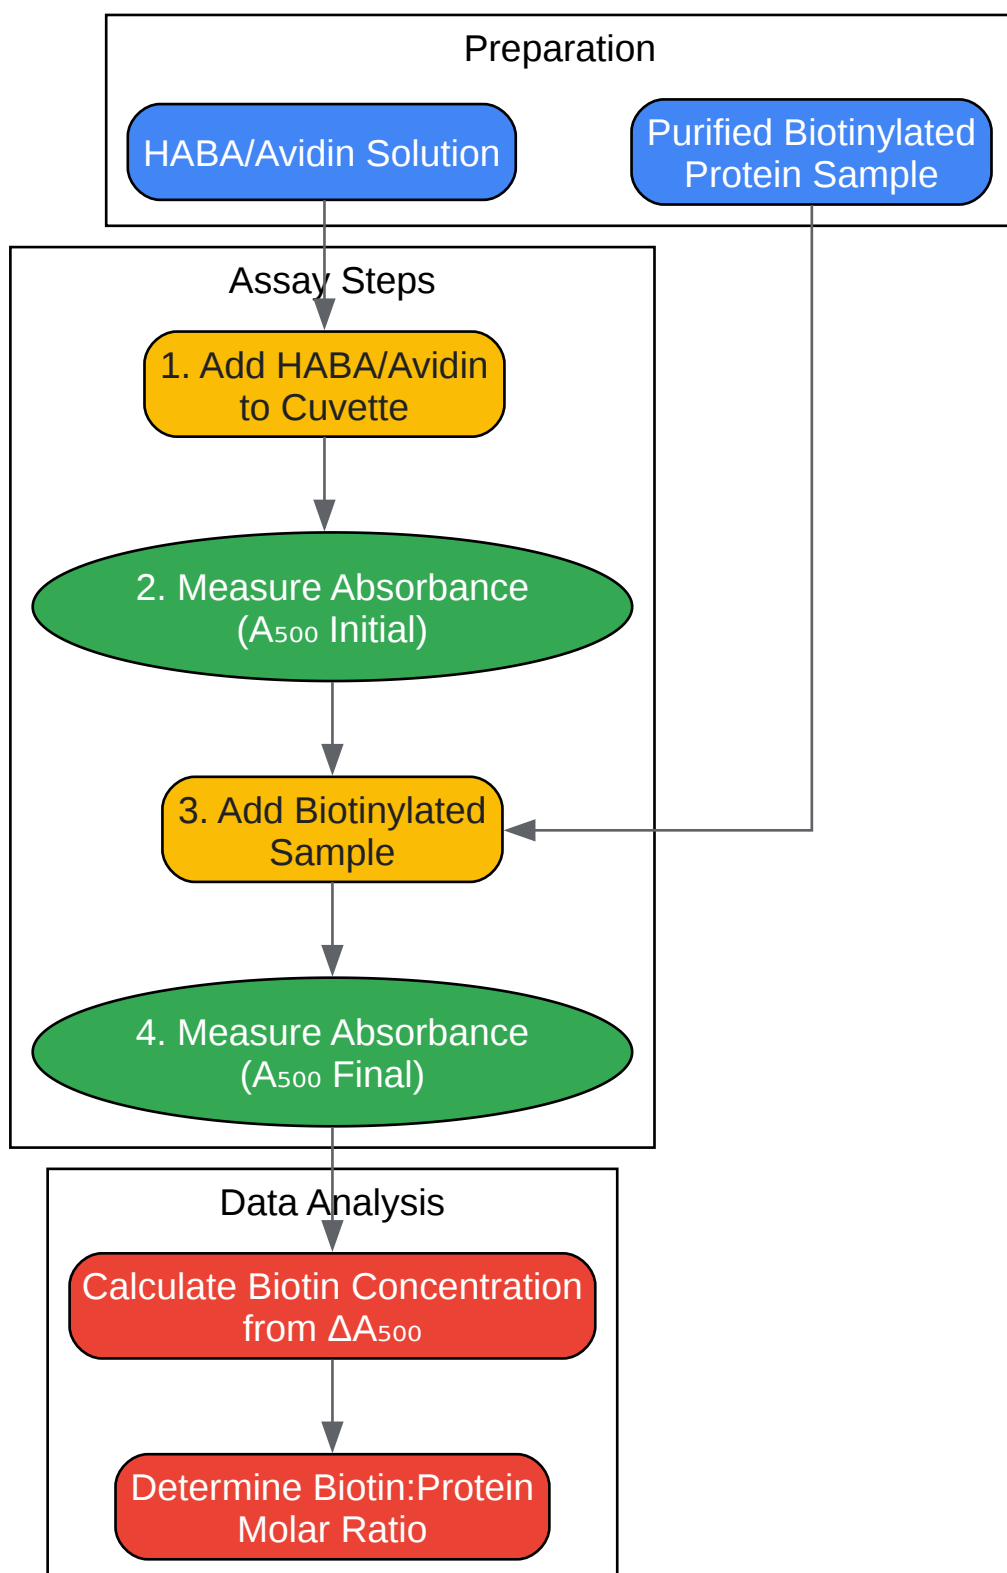 Preparation
HABA/Avidin Solution
Purified Biotinylated
Protein Sample
Assay Steps
1. Add HABA/Avidin
to Cuvette
2. Measure Absorbance
(A₅₀₀ Initial)
3. Add Biotinylated
Sample
4. Measure Absorbance
(A₅₀₀ Final)
Data Analysis
Calculate Biotin Concentration
from ΔA₅₀₀
Determine Biotin:Protein
Molar Ratio